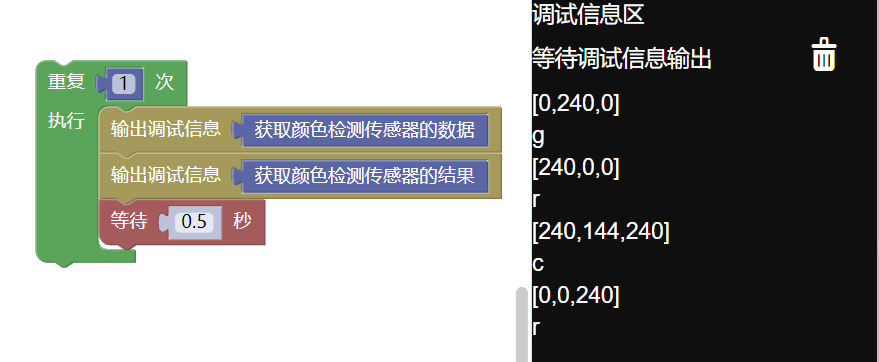 重复 1 次
执行
输出调试信息 获取颜色检测传感器的数据
输出调试信息 获取颜色检测传感器的结果
等待 0.5 秒
调试信息区
等待调试信息输出
[0,240,0]
g
[240,0,0]
r
[240,144,240]
c
[0,0,240]
r